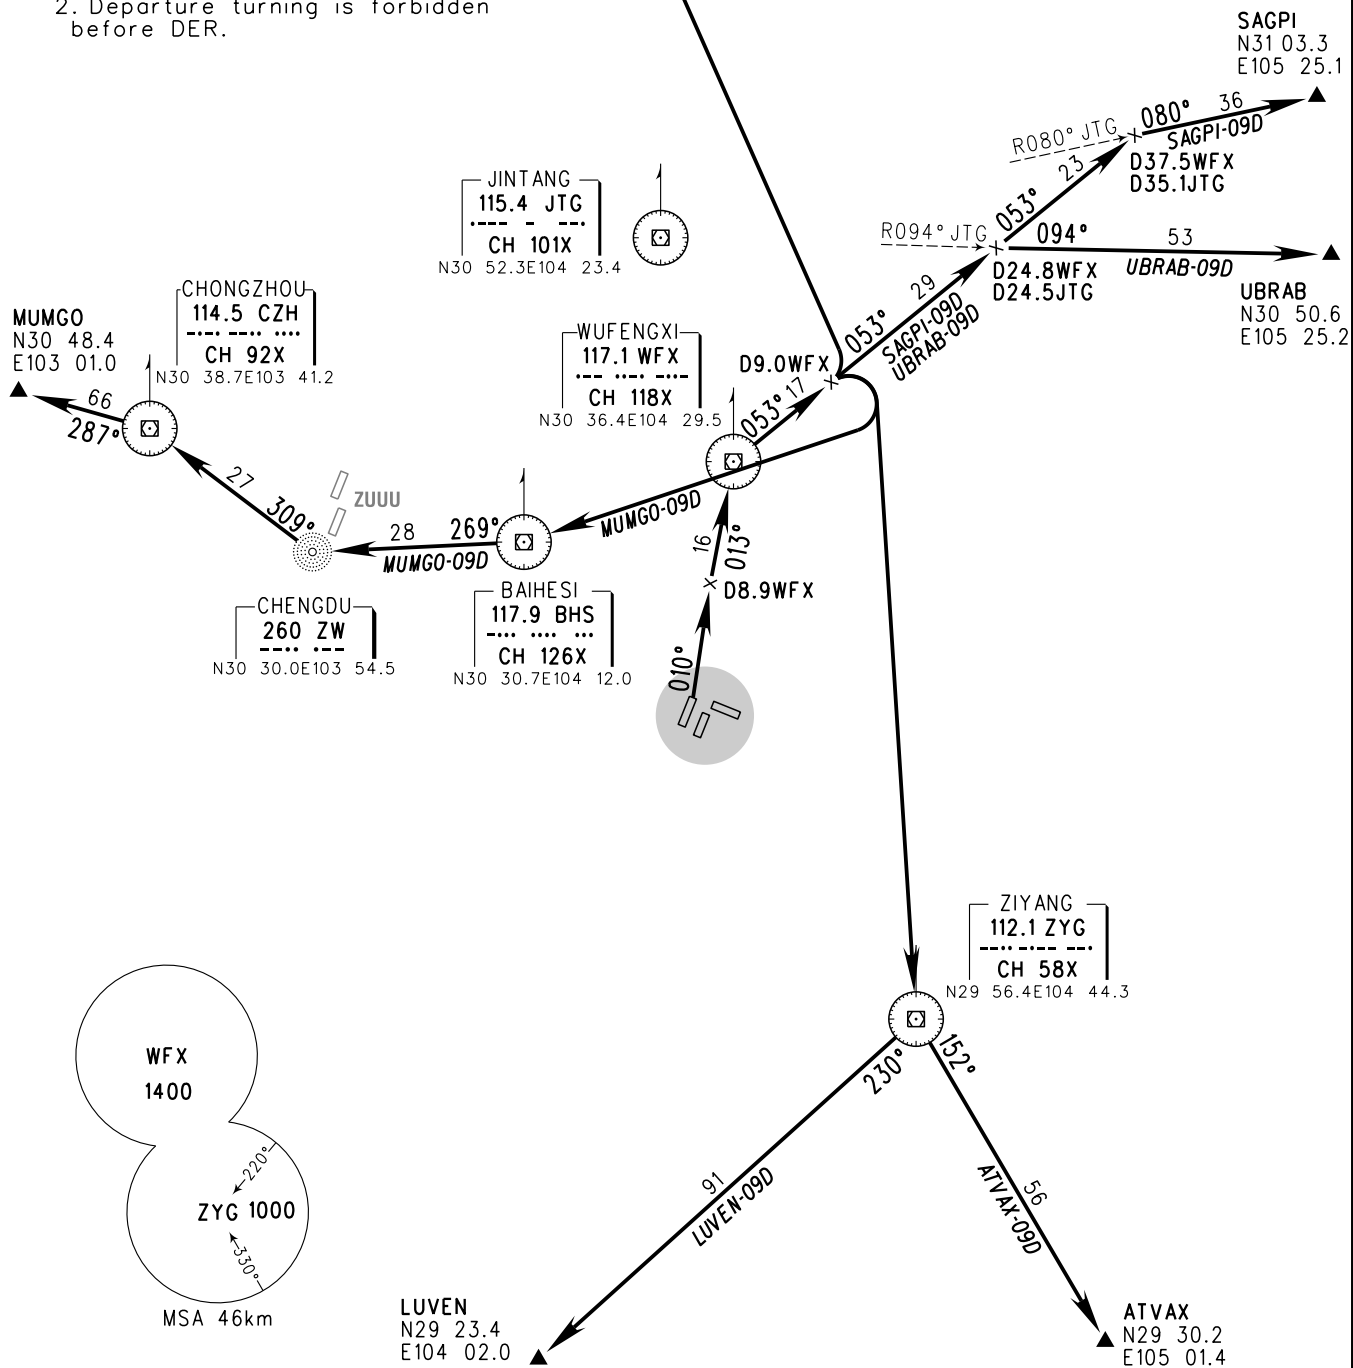 2. Departure turning is forbidden
before DER.
SAGPI
N31 03.3
E105 25.1
080°
36
SAGPI-09D
R080° JTG
D37.5WFX
D35.1JTG
23
053°
R094° JTG
094°
53
UBRAB-09D
D24.8WFX
D24.5JTG
UBRAB
N30 50.6
E105 25.2
JINTANG
115.4 JTG
·--- - --·
CH 101X
N30 52.3E104 23.4
29
053°
SAGPI-09D
UBRAB-09D
CHONGZHOU
114.5 CZH
-·-· --·· ····
CH 92X
N30 38.7E103 41.2
MUMGO
N30 48.4
E103 01.0
66
287°
WUFENGXI
117.1 WFX
·-- ··-· -··-
CH 118X
N30 36.4E104 29.5
D9.0WFX
053°
17
27
309°
ZUUU
28
269°
MUMGO-09D
MUMGO-09D
16
013°
D8.9WFX
BAIHESI
117.9 BHS
-··· ···· ···
CH 126X
N30 30.7E104 12.0
CHENGDU
260 ZW
--·· ·--
N30 30.0E103 54.5
010°
ZIYANG
112.1 ZYG
--·· -·-- --·
CH 58X
N29 56.4E104 44.3
230°
152°
WFX
1400
220°
ZYG 1000
330°
MSA 46km
91
LUVEN-09D
56
ATVAX-09D
LUVEN
N29 23.4
E104 02.0
ATVAX
N29 30.2
E105 01.4